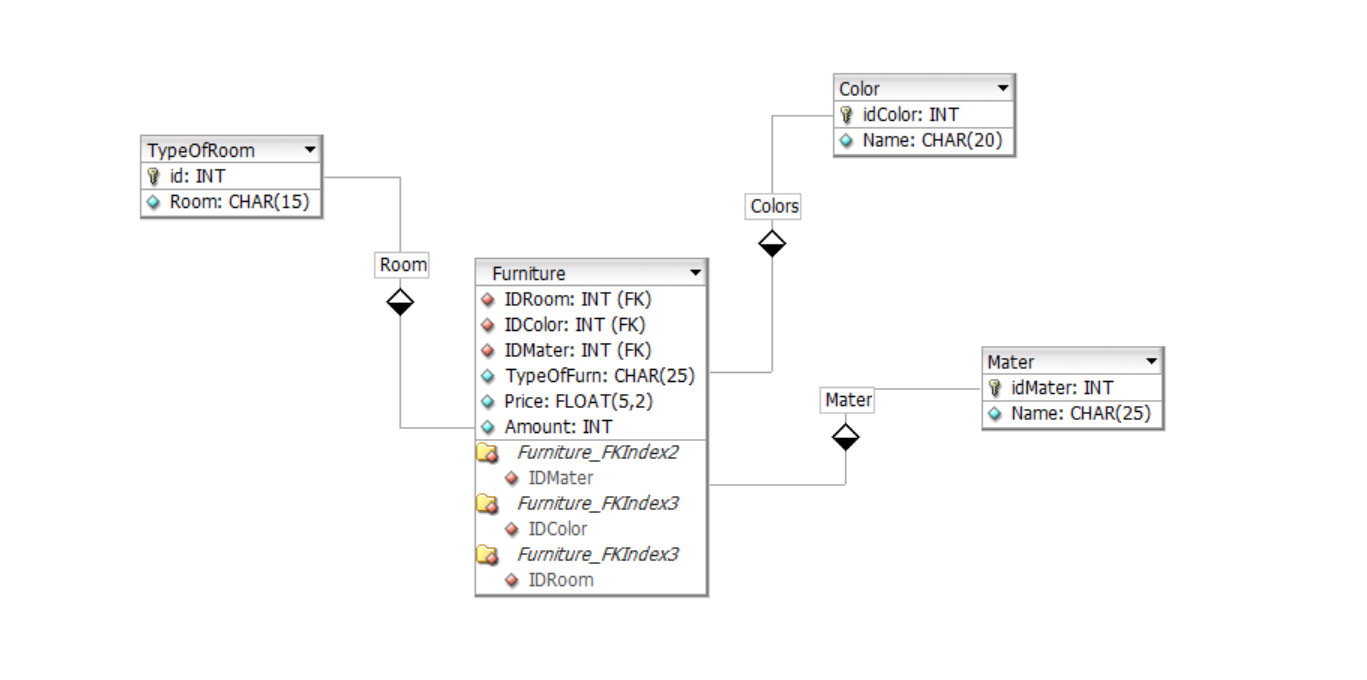 Color
idColor: INT
Name: CHAR(20)
TypeOfRoom
id: INT
Room: CHAR(15)
Colors
Room
Furniture
IDRoom: INT (FK)
IDColor: INT (FK)
IDMater: INT (FK)
TypeOfFurn: CHAR(25)
Price: FLOAT(5,2)
Amount: INT
Furniture_FKIndex2
IDMater
Furniture_FKIndex3
IDColor
Furniture_FKIndex3
IDRoom
Mater
Mater
idMater: INT
Name: CHAR(25)